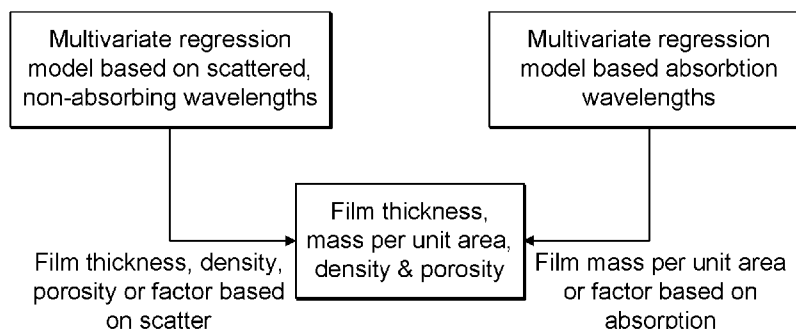 Multivariate regression
model based on scattered,
non-absorbing wavelengths
Multivariate regression
model based absorbtion
wavelengths
Film thickness,
mass per unit area,
density & porosity
Film thickness, density,
porosity or factor based
on scatter
Film mass per unit area
or factor based on
absorption